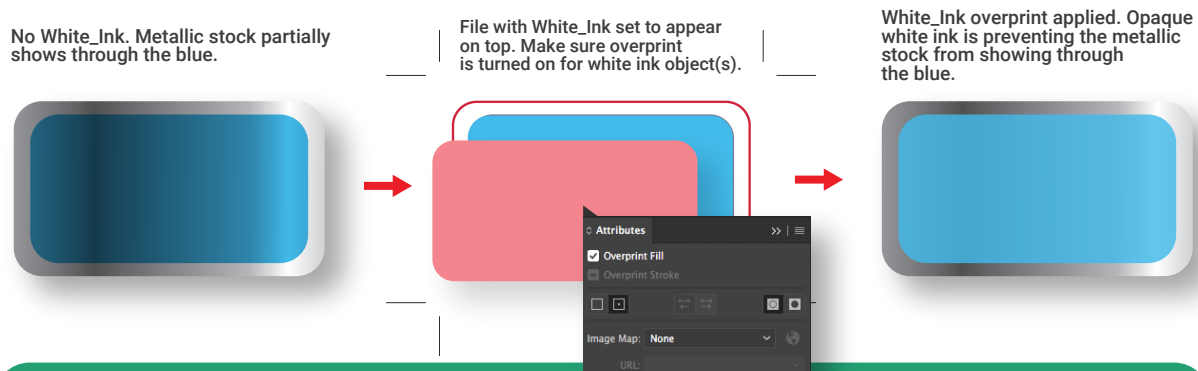 No White_Ink. Metallic stock partially
shows through the blue.
File with White_Ink set to appear
on top. Make sure overprint
is turned on for white ink object(s).
White_Ink overprint applied. Opaque
white ink is preventing the metallic
stock from showing through
the blue.
Attributes
Overprint Fill
Overprint Stroke
Image Map: None
URL: